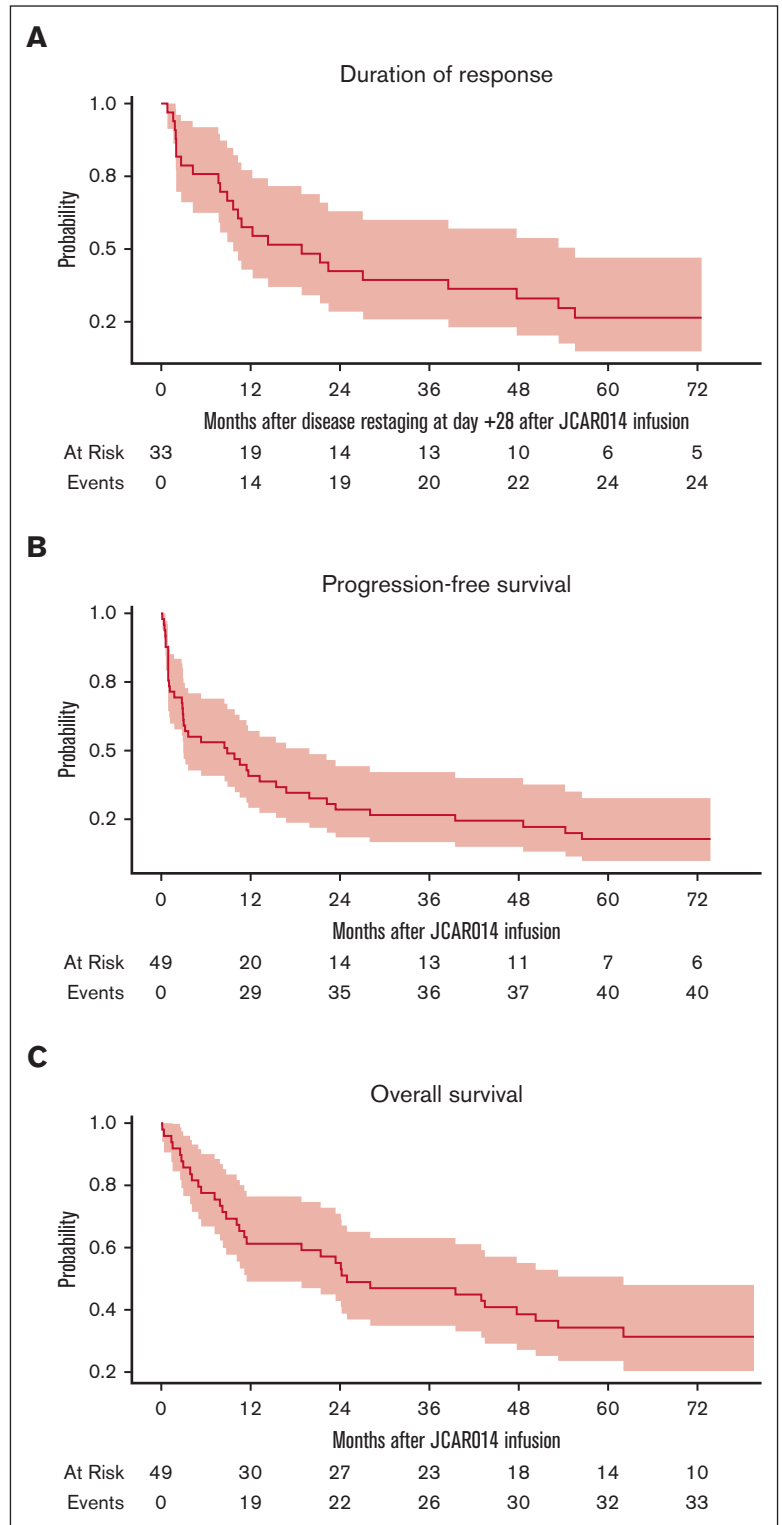 A
Duration of response
Probability
1.0
0.8
0.5
0.2
0 12 24 36 48 60 72
Months after disease restaging at day +28 after JCAR014 infusion
At Risk 33 19 14 13 10 6 5
Events 0 14 19 20 22 24 24
B
Progression-free survival
Probability
1.0
0.8
0.5
0.2
0 12 24 36 48 60 72
Months after JCAR014 infusion
At Risk 49 20 14 13 11 7 6
Events 0 29 35 36 37 40 40
C
Overall survival
Probability
1.0
0.8
0.6
0.4
0.2
0 12 24 36 48 60 72
Months after JCAR014 infusion
At Risk 49 30 27 23 18 14 10
Events 0 19 22 26 30 32 33